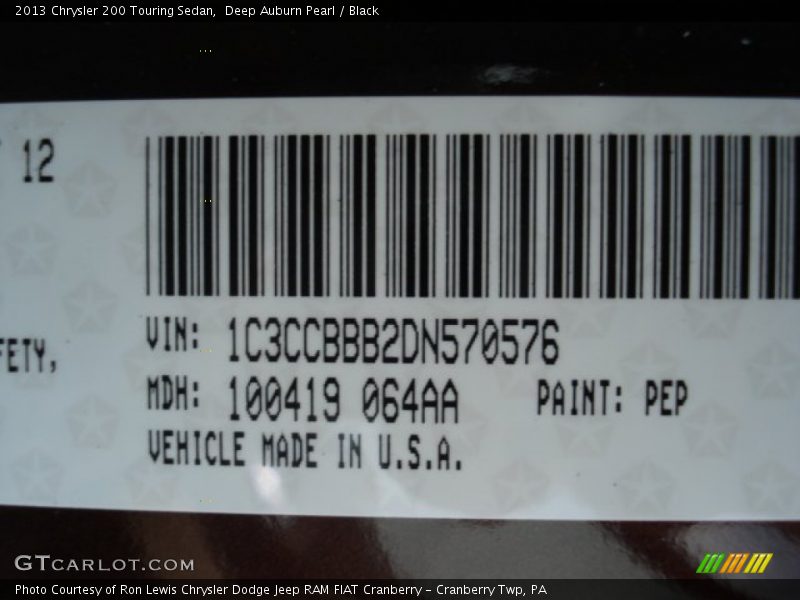 2013 Chrysler 200 Touring Sedan,  Deep Auburn Pearl / Black
12
VIN: 1C3CCBBB2DN570576
FETY,
MDH: 100419 064AA PAINT: PEP
VEHICLE MADE IN U.S.A.
GTCARLOT.COM
Photo Courtesy of Ron Lewis Chrysler Dodge Jeep RAM FIAT Cranberry – Cranberry Twp, PA